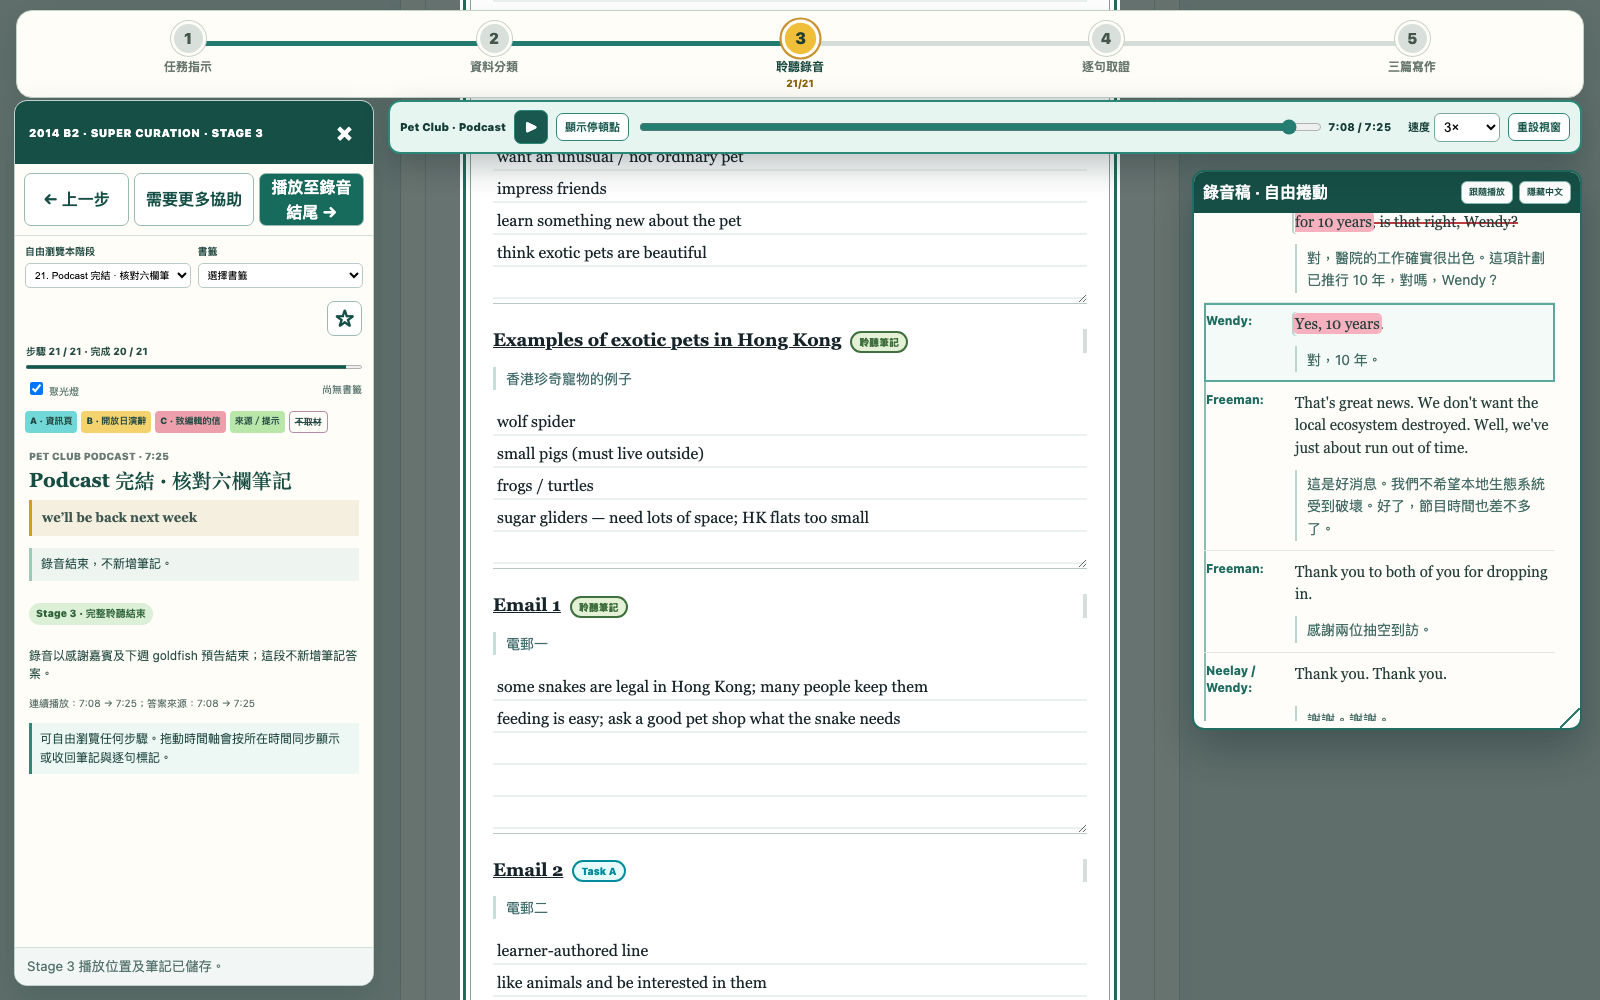 1
2
3
4
5
任務指示
資料分類
聆聽錄音
逐句取證
三篇寫作
21/21
2014 B2 · SUPER CURATION · STAGE 3
← 上一步
需要更多協助
播放至錄音
結尾 →
自由瀏覽本階段
書籤
21. Podcast 完結 · 核對六欄筆
選擇書籤
步驟 21 / 21 · 完成 20 / 21
聚光燈
尚無書籤
A · 資訊頁
B · 開放日演辭
C · 致編輯的信
來源 / 提示
不取材
PET CLUB PODCAST · 7:25
Podcast 完結 · 核對六欄筆記
we'll be back next week
錄音結束，不新增筆記。
Stage 3 · 完整聆聽結束
錄音以感謝嘉賓及下週 goldfish 預告結束；這段不新增筆記答
案。
連續播放：7:08 → 7:25；答案來源：7:08 → 7:25
可自由瀏覽任何步驟。拖動時間軸會按所在時間同步顯示
或收回筆記與逐句標記。
Stage 3 播放位置及筆記已儲存。
Pet Club · Podcast
顯示停頓點
7:08 / 7:25
速度
3×
重設視窗
want an unusual / not ordinary pet
impress friends
learn something new about the pet
think exotic pets are beautiful
Examples of exotic pets in Hong Kong
聆聽筆記
香港珍奇寵物的例子
wolf spider
small pigs (must live outside)
frogs / turtles
sugar gliders — need lots of space; HK flats too small
Email 1
聆聽筆記
電郵一
some snakes are legal in Hong Kong; many people keep them
feeding is easy; ask a good pet shop what the snake needs
Email 2
Task A
電郵二
learner-authored line
like animals and be interested in them
錄音稿 · 自由捲動
跟隨播放
隱藏中文
for 10 years, is that right, Wendy?
對，醫院的工作確實很出色。這項計劃
已推行 10 年，對嗎，Wendy？
Wendy:
Yes, 10 years.
對，10 年。
Freeman:
That's great news. We don't want the
local ecosystem destroyed. Well, we've
just about run out of time.
這是好消息。我們不希望本地生態系統
受到破壞。好了，節目時間也差不多
了。
Freeman:
Thank you to both of you for dropping
in.
感謝兩位抽空到訪。
Neelay /
Wendy:
Thank you. Thank you.
謝謝。謝謝。